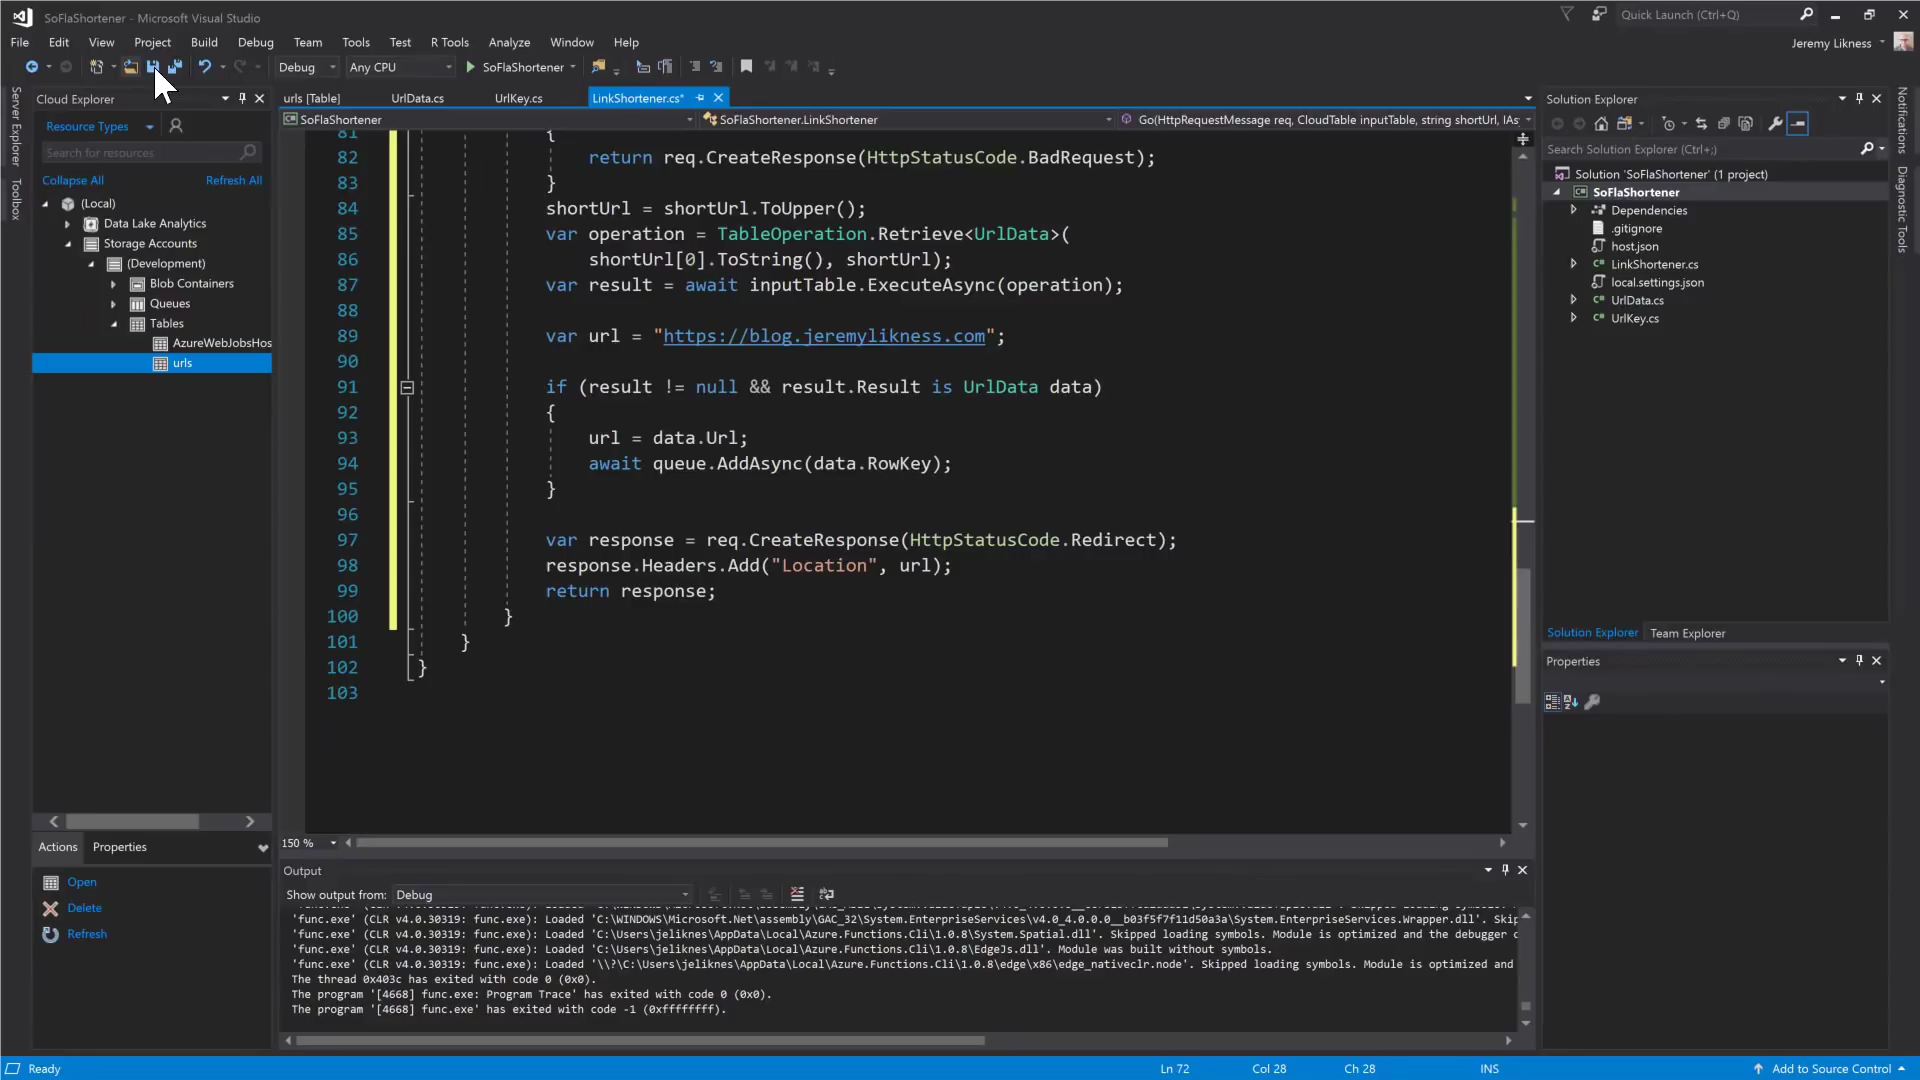 SoFlaShortener - Microsoft Visual Studio
Quick Launch (Ctrl+Q)
File Edit View Project Build Debug Team Tools Test R Tools Analyze Window Help
Jeremy Likness
Debug Any CPU SoFlaShortener
Server Explorer
Toolbox
Cloud Explorer
Resource Types
Search for resources
Collapse All Refresh All
(Local)
Data Lake Analytics
Storage Accounts
(Development)
Blob Containers
Queues
Tables
AzureWebJobsHos
urls
Actions Properties
Open
Delete
Refresh
urls [Table] UrlData.cs UrlKey.cs LinkShortener.cs*
SoFlaShortener SoFlaShortener.LinkShortener Go(HttpRequestMessage req, CloudTable inputTable, string shortUrl, IAs
81 {
82 return req.CreateResponse(HttpStatusCode.BadRequest);
83 }
84 shortUrl = shortUrl.ToUpper();
85 var operation = TableOperation.Retrieve<UrlData>(
86 shortUrl[0].ToString(), shortUrl);
87 var result = await inputTable.ExecuteAsync(operation);
88
89 var url = "https://blog.jeremylikness.com";
90
91 if (result != null && result.Result is UrlData data)
92 {
93 url = data.Url;
94 await queue.AddAsync(data.RowKey);
95 }
96
97 var response = req.CreateResponse(HttpStatusCode.Redirect);
98 response.Headers.Add("Location", url);
99 return response;
100 }
101 }
102 }
103
150 %
Output
Show output from: Debug
'func.exe' (CLR v4.0.30319: func.exe): Loaded 'C:\WINDOWS\Microsoft.Net\assembly\GAC_32\System.EnterpriseServices\v4.0_4.0.0.0__b03f5f7f11d50a3a\System.EnterpriseServices.Wrapper.dll'. Skip
'func.exe' (CLR v4.0.30319: func.exe): Loaded 'C:\Users\jeliknes\AppData\Local\Azure.Functions.Cli\1.0.8\System.Spatial.dll'. Skipped loading symbols. Module is optimized and the debugger o
'func.exe' (CLR v4.0.30319: func.exe): Loaded 'C:\Users\jeliknes\AppData\Local\Azure.Functions.Cli\1.0.8\EdgeJs.dll'. Module was built without symbols.
'func.exe' (CLR v4.0.30319: func.exe): Loaded '\\?\C:\Users\jeliknes\AppData\Local\Azure.Functions.Cli\1.0.8\edge\x86\edge_nativeclr.node'. Skipped loading symbols. Module is optimized and
The thread 0x403c has exited with code 0 (0x0).
The program '[4668] func.exe: Program Trace' has exited with code 0 (0x0).
The program '[4668] func.exe' has exited with code -1 (0xffffffff).
Solution Explorer
Search Solution Explorer (Ctrl+;)
Solution 'SoFlaShortener' (1 project)
SoFlaShortener
Dependencies
.gitignore
host.json
LinkShortener.cs
local.settings.json
UrlData.cs
UrlKey.cs
Solution Explorer Team Explorer
Properties
Notifications
Diagnostic Tools
Ready Ln 72 Col 28 Ch 28 INS Add to Source Control